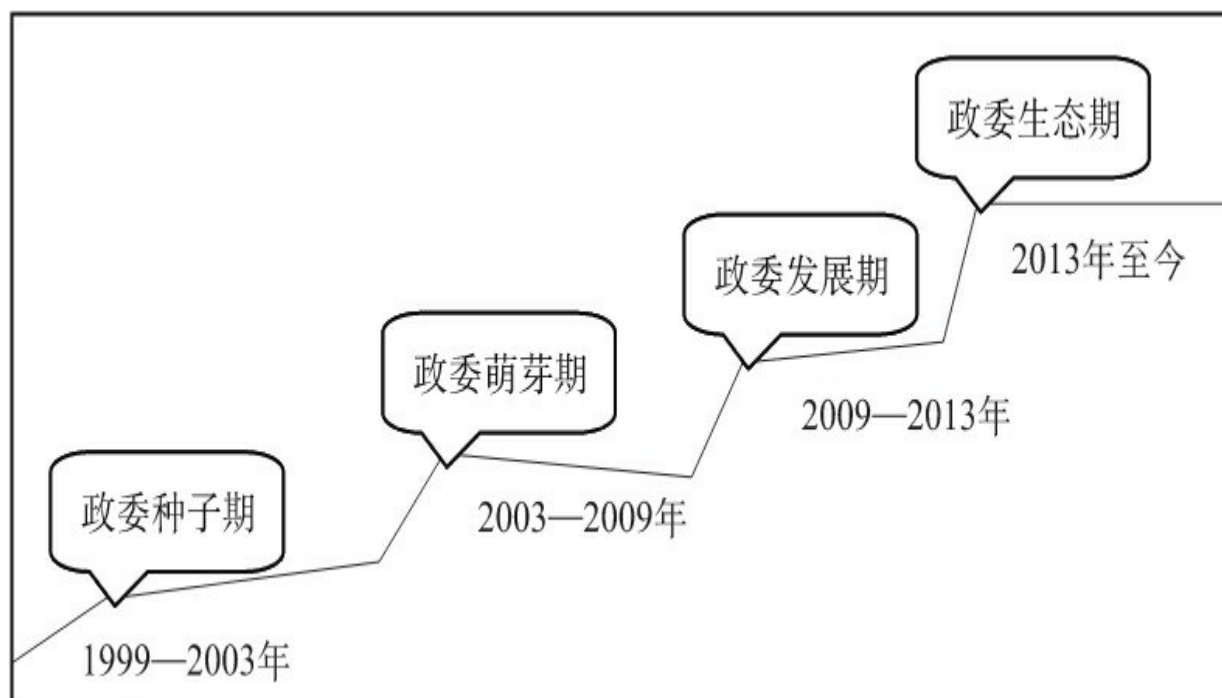 政委生态期
2013年至今
政委发展期
2009—2013年
政委萌芽期
2003—2009年
政委种子期
1999—2003年